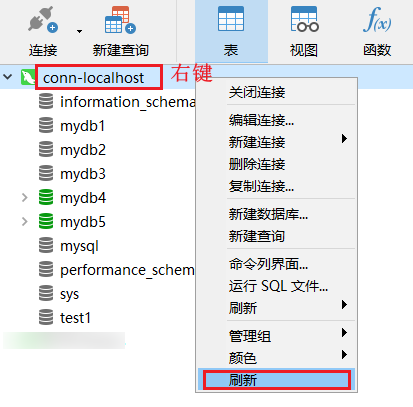 连接
新建查询
表
视图
f(x)
函数
conn-localhost
右键
information_schema
mydb1
mydb2
mydb3
mydb4
mydb5
mysql
performance_schem
sys
test1
关闭连接
编辑连接...
新建连接
删除连接
复制连接...
新建数据库...
新建查询
命令列界面...
运行 SQL 文件...
刷新
管理组
颜色
刷新